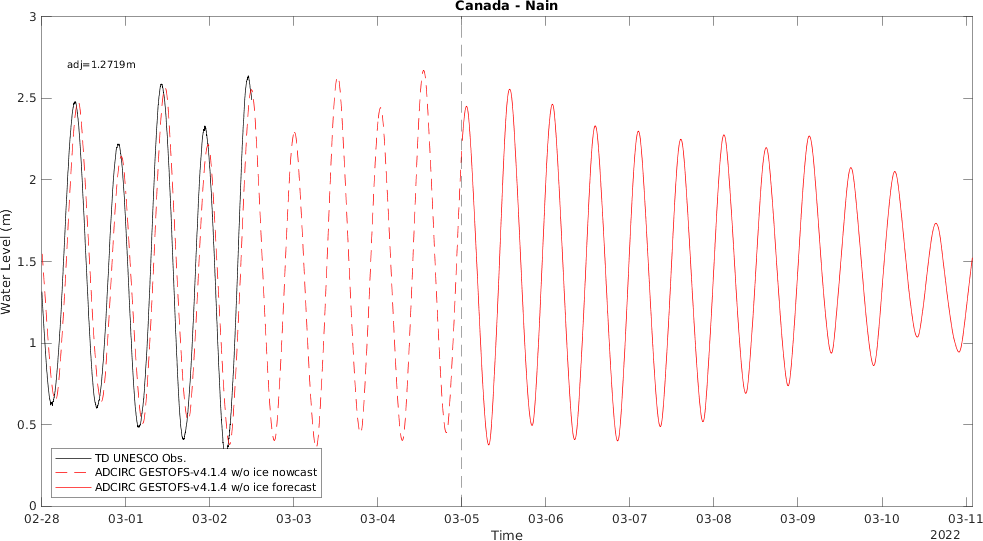 Canada - Nain
adj=1.2719m
3
2.5
2
1.5
1
0.5
0
Water Level (m)
TD UNESCO Obs.
ADCIRC GESTOFS-v4.1.4 w/o ice nowcast
ADCIRC GESTOFS-v4.1.4 w/o ice forecast
02-28 03-01 03-02 03-03 03-04 03-05 03-06 03-07 03-08 03-09 03-10 03-11
Time
2022